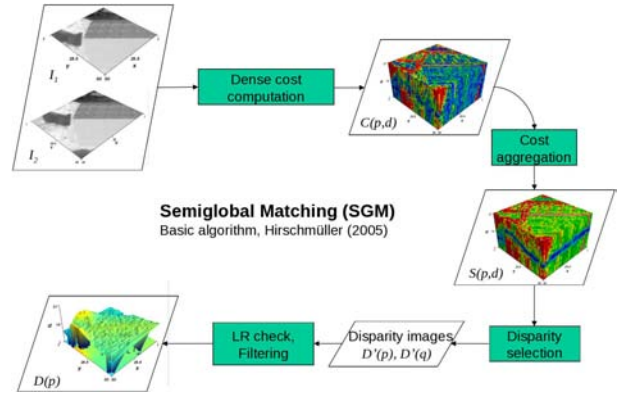 I₁
I₂
Dense cost
computation
C(p,d)
Cost
aggregation
Semiglobal Matching (SGM)
Basic algorithm, Hirschmüller (2005)
S(p,d)
Disparity
selection
Disparity images
D'(p), D'(q)
LR check,
Filtering
D(p)